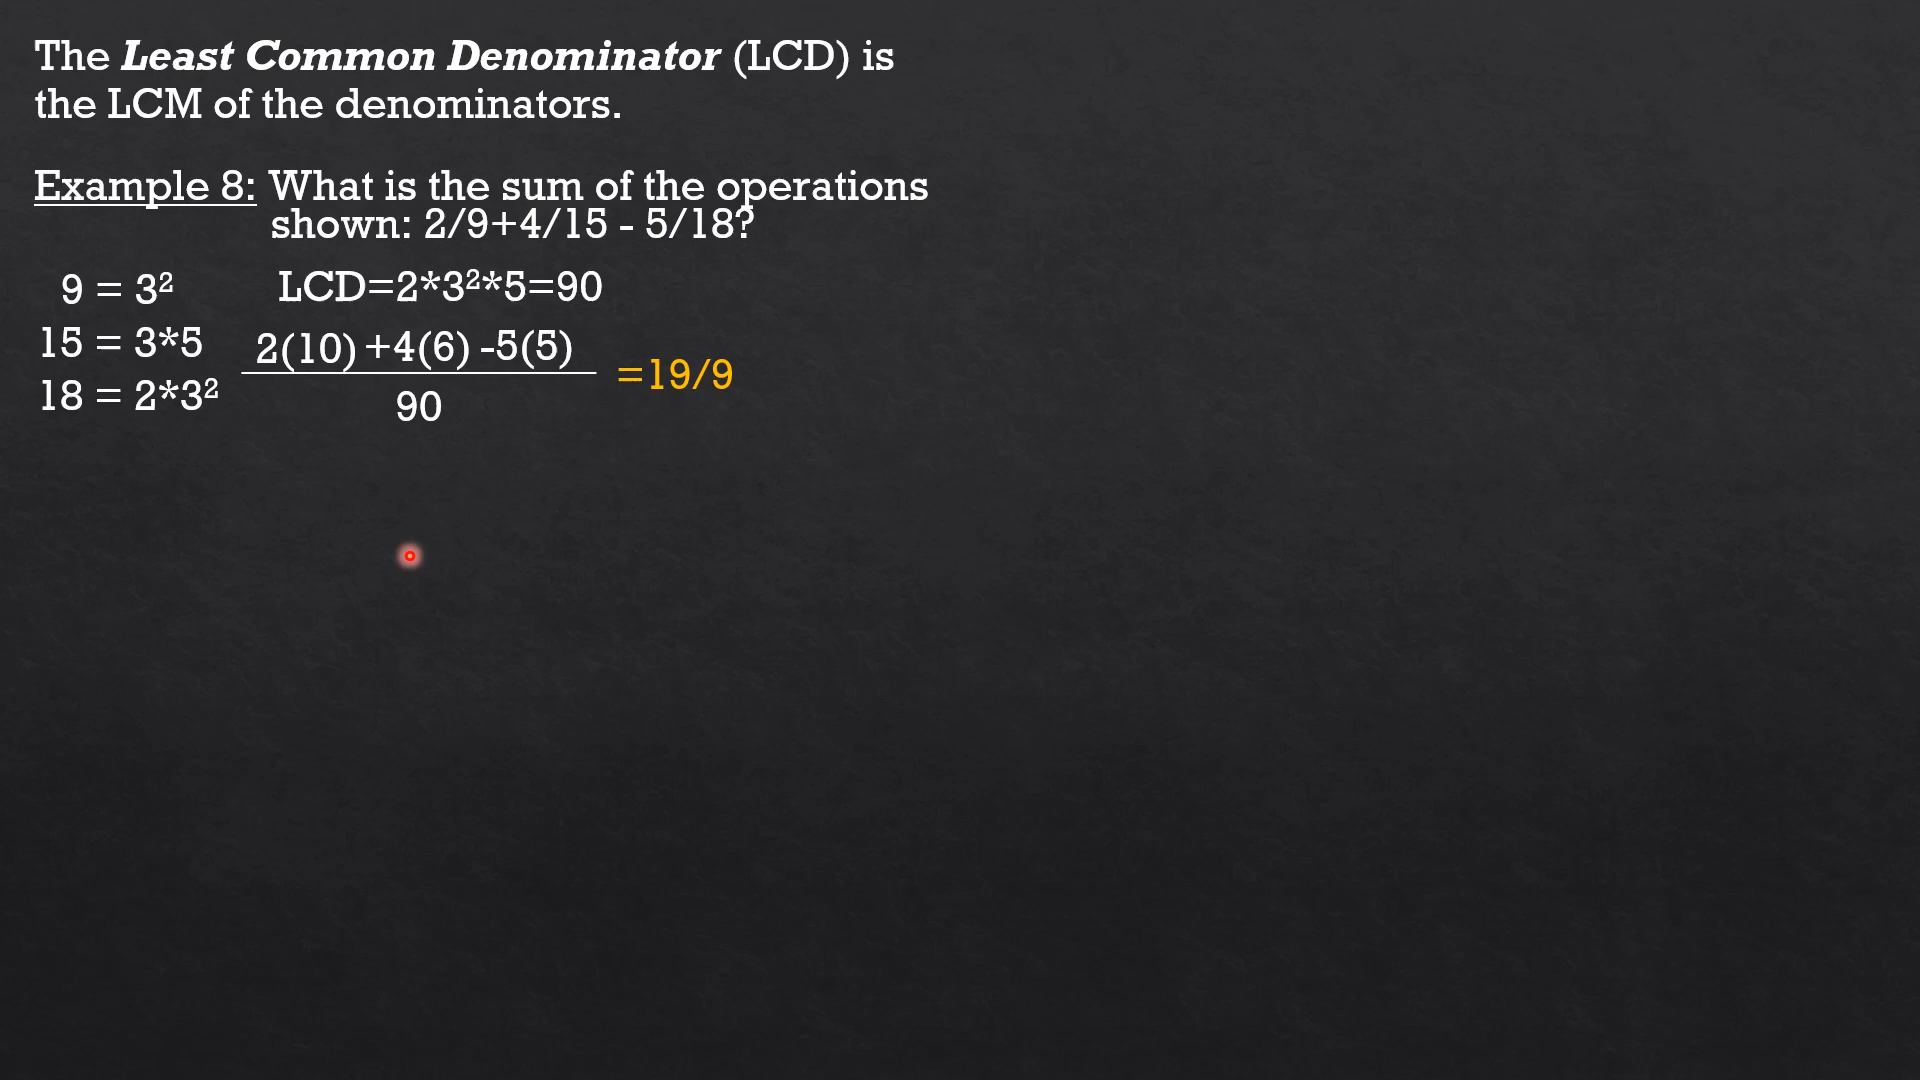 The Least Common Denominator (LCD) is
the LCM of the denominators.
Example 8: What is the sum of the operations
shown: 2/9+4/15 - 5/18?
9 = 3²
15 = 3*5
18 = 2*3²
LCD=2*3²*5=90
2(10) +4(6) -5(5)
90
=19/9